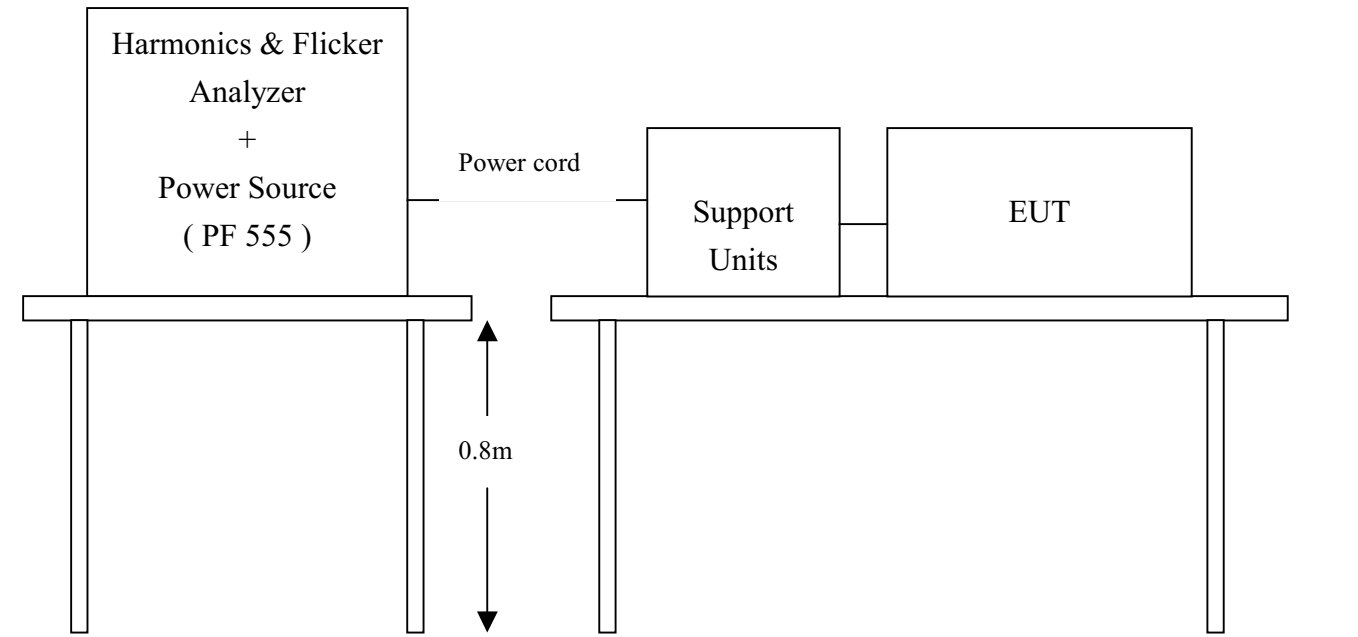 Harmonics & Flicker
Analyzer
+
Power Source
( PF 555 )
Power cord
Support
Units
EUT
0.8m